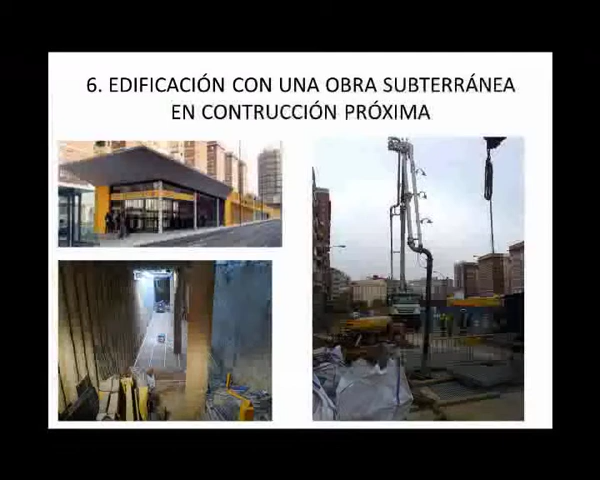 6. EDIFICACIÓN CON UNA OBRA SUBTERRÁNEA
EN CONTRUCCIÓN PRÓXIMA